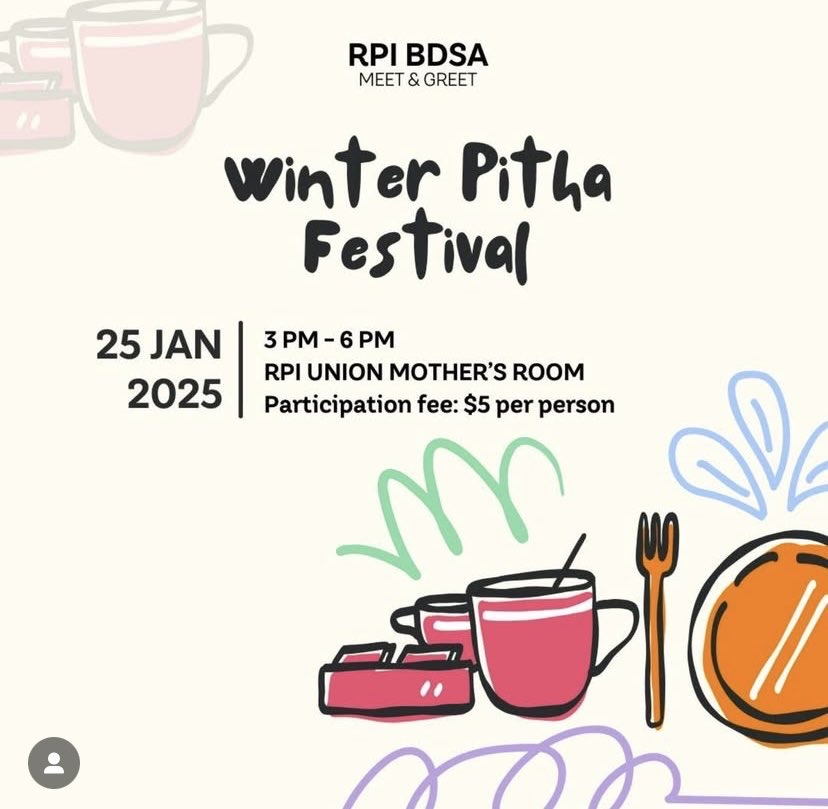 RPI BDSA
MEET & GREET
Winter Pitha
Festival
25 JAN
2025
3 PM – 6 PM
RPI UNION MOTHER'S ROOM
Participation fee: $5 per person